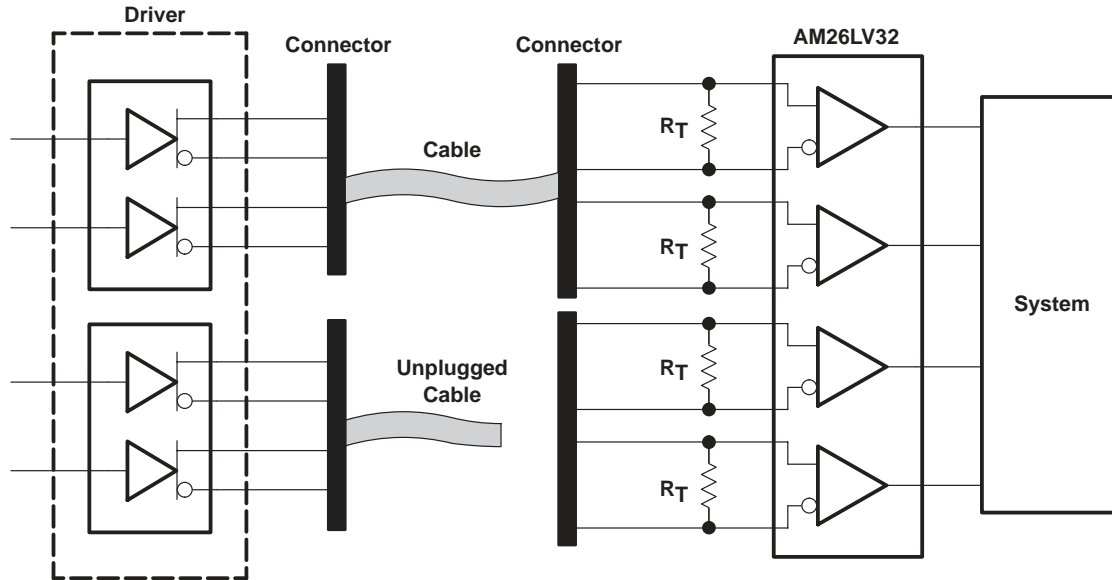 Driver
Connector
Connector
AM26LV32
Cable
RT
RT
System
Unplugged
Cable
RT
RT